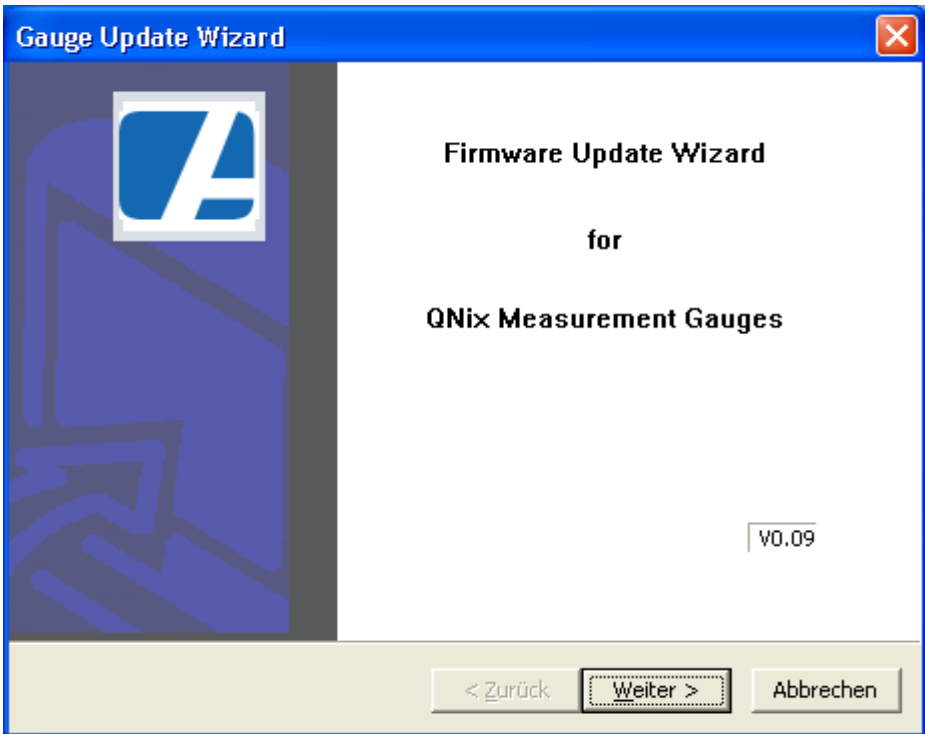 Gauge Update Wizard
Firmware Update Wizard
for
QNix Measurement Gauges
V0.09
< Zurück
Weiter >
Abbrechen